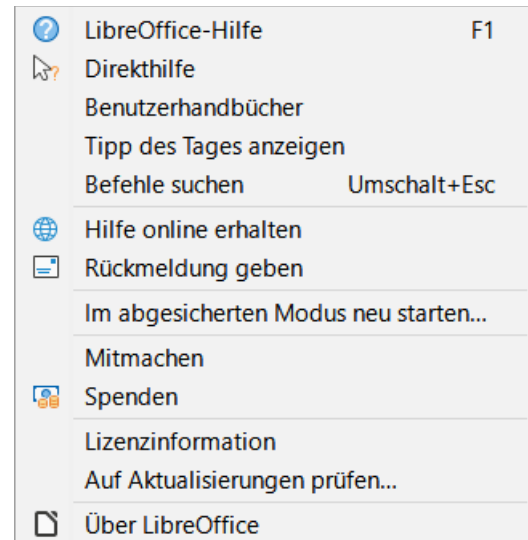 LibreOffice-Hilfe F1
Direkthilfe
Benutzerhandbücher
Tipp des Tages anzeigen
Befehle suchen Umschalt+Esc
Hilfe online erhalten
Rückmeldung geben
Im abgesicherten Modus neu starten...
Mitmachen
Spenden
Lizenzinformation
Auf Aktualisierungen prüfen...
Über LibreOffice